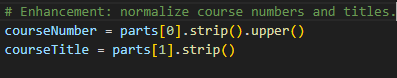 # Enhancement: normalize course numbers and titles.
courseNumber = parts[0].strip().upper()
courseTitle = parts[1].strip()